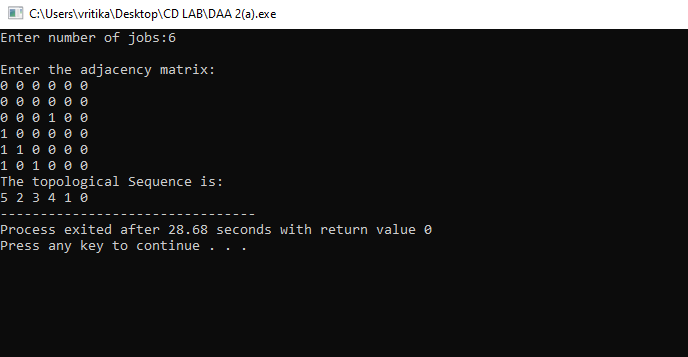 C:\Users\vritika\Desktop\CD LAB\DAA 2(a).exe
Enter number of jobs:6
Enter the adjacency matrix:
0 0 0 0 0 0
0 0 0 0 0 0
0 0 0 1 0 0
1 0 0 0 0 0
1 1 0 0 0 0
1 0 1 0 0 0
The topological Sequence is:
5 2 3 4 1 0
--------------------------------
Process exited after 28.68 seconds with return value 0
Press any key to continue . . .